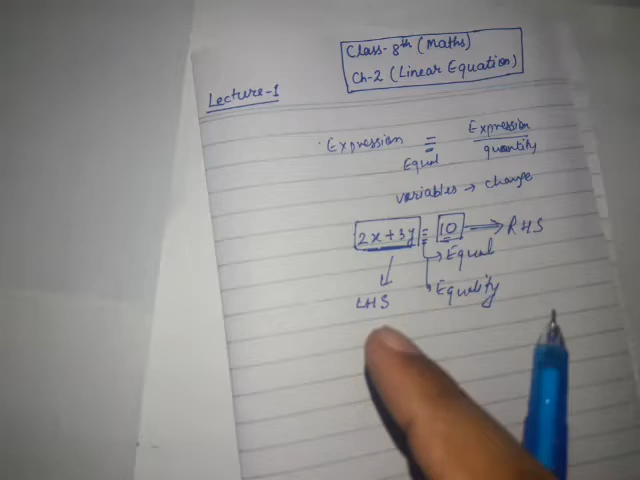 Class-8th (Maths)
Ch-2 (Linear Equation)
Lecture-1
Expression = Expression
Equal quantity
variables → change
2x+3y = 10 → RHS
→ Equal
LHS → Equality